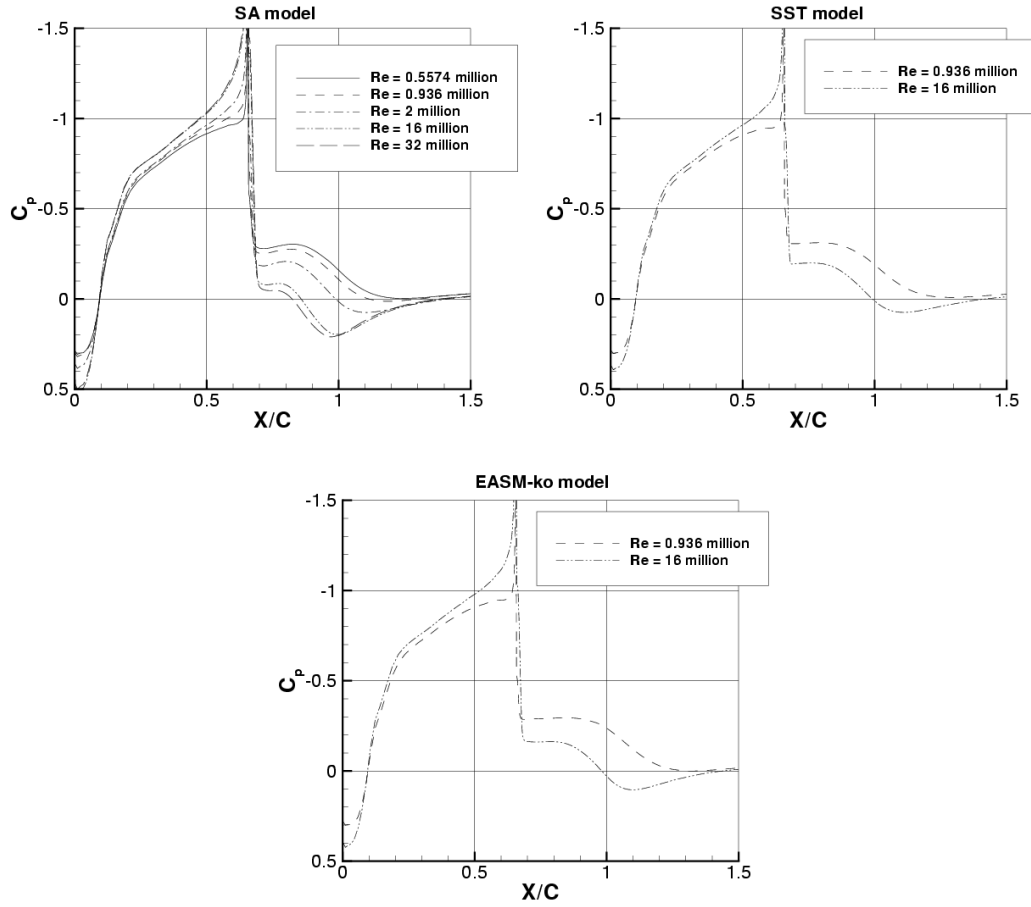 SA model
-1.5
-1
-0.5
0
0.5
Cp
0
0.5
1
1.5
X/C
Re = 0.5574 million
Re = 0.936 million
Re = 2 million
Re = 16 million
Re = 32 million
SST model
-1.5
-1
-0.5
0
0.5
Cp
0
0.5
1
1.5
X/C
Re = 0.936 million
Re = 16 million
EASM-ko model
-1.5
-1
-0.5
0
0.5
Cp
0
0.5
1
1.5
X/C
Re = 0.936 million
Re = 16 million